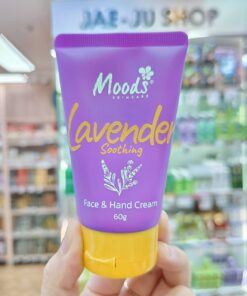 JAE-JU SHOP
Moods
SKINCARE
Lavender
Soothing
Face & Hand Cream
60g